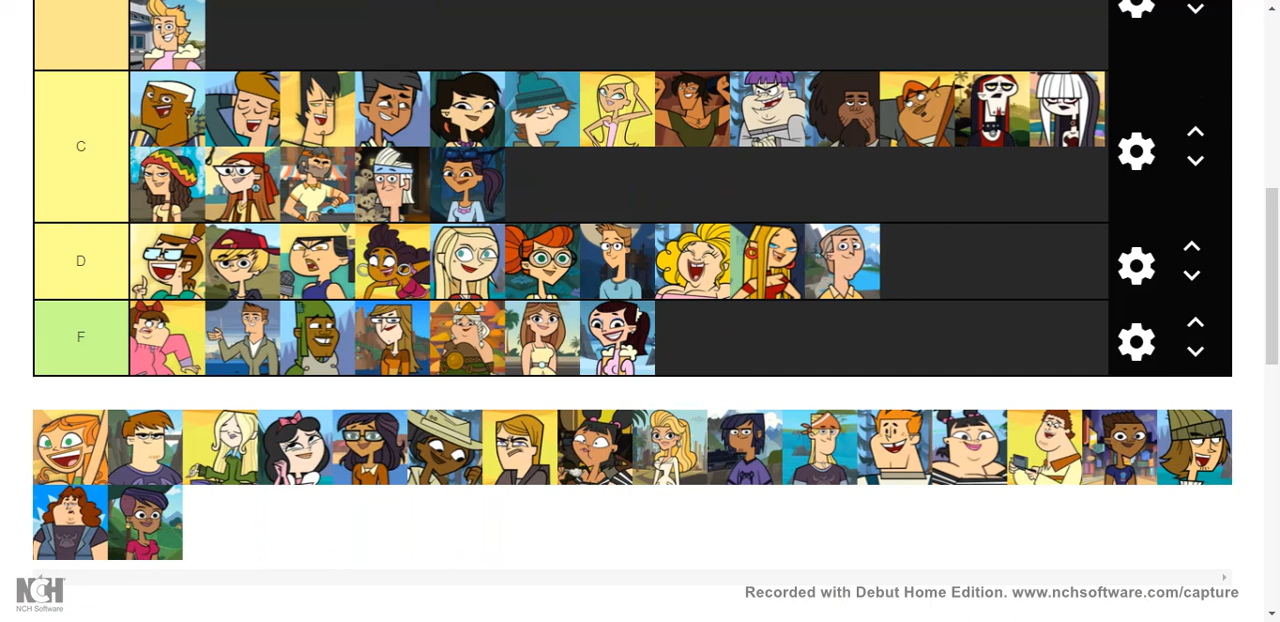 C
D
F
NCH
NCH Software
Recorded with Debut Home Edition. www.nchsoftware.com/capture